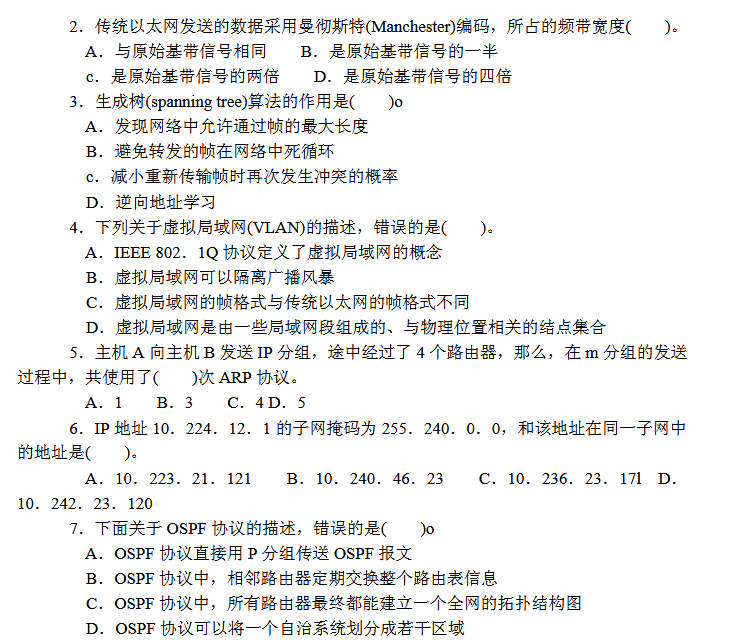 2．传统以太网发送的数据采用曼彻斯特(Manchester)编码，所占的频带宽度(　　)。
A．与原始基带信号相同　　B．是原始基带信号的一半
c．是原始基带信号的两倍　　D．是原始基带信号的四倍
3．生成树(spanning tree)算法的作用是(　　)o
A．发现网络中允许通过帧的最大长度
B．避免转发的帧在网络中死循环
c．减小重新传输帧时再次发生冲突的概率
D．逆向地址学习
4．下列关于虚拟局域网(VLAN)的描述，错误的是(　　)。
A．IEEE 802．1Q 协议定义了虚拟局域网的概念
B．虚拟局域网可以隔离广播风暴
C．虚拟局域网的帧格式与传统以太网的帧格式不同
D．虚拟局域网是由一些局域网段组成的、与物理位置相关的结点集合
5．主机 A 向主机 B 发送 IP 分组，途中经过了 4 个路由器，那么，在 m 分组的发送
过程中，共使用了(　　)次 ARP 协议。
A．1　　B．3　　C．4 D．5
6．IP 地址 10．224．12．1 的子网掩码为 255．240．0．0，和该地址在同一子网中
的地址是(　　)。
A．10．223．21．121　　B．10．240．46．23　　C．10．236．23．17l　D．
10．242．23．120
7．下面关于 OSPF 协议的描述，错误的是(　　)o
A．OSPF 协议直接用 P 分组传送 OSPF 报文
B．OSPF 协议中，相邻路由器定期交换整个路由表信息
C．OSPF 协议中，所有路由器最终都能建立一个全网的拓扑结构图
D．OSPF 协议可以将一个自治系统划分成若干区域